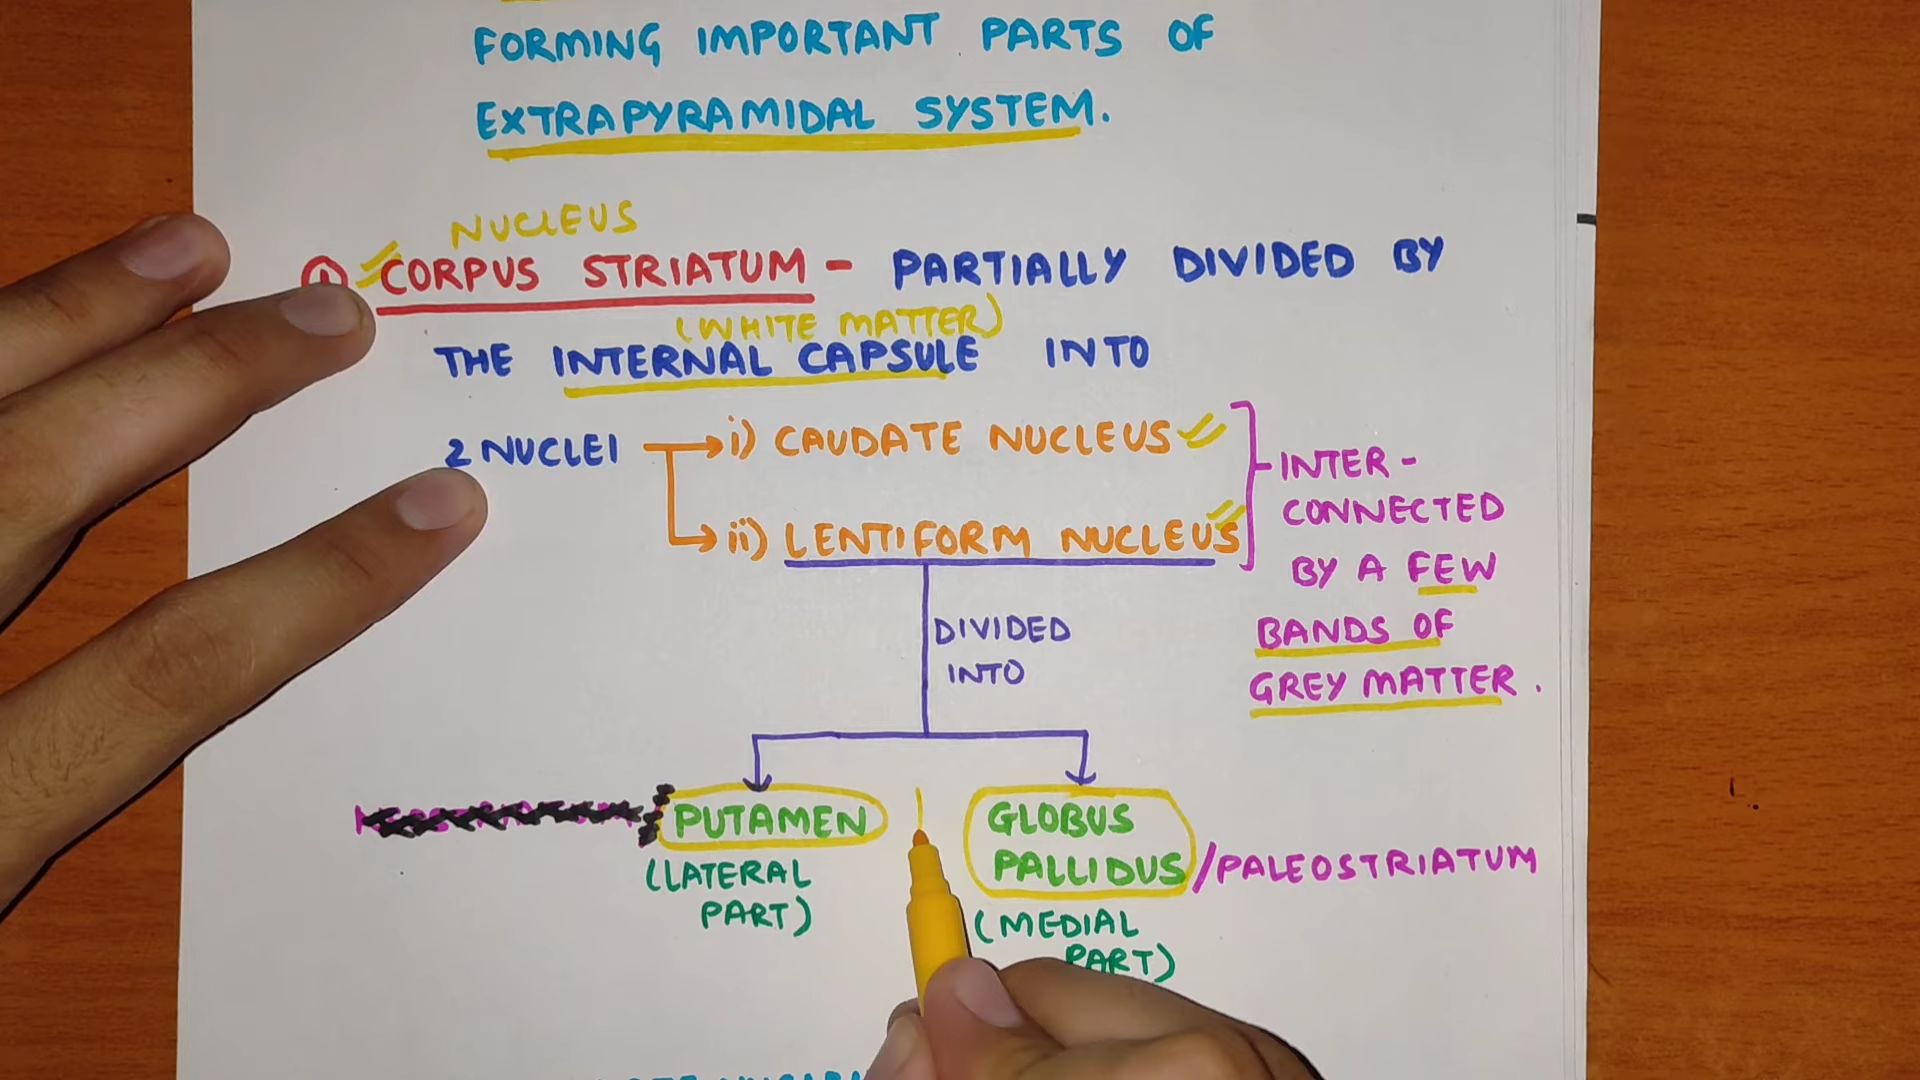 FORMING IMPORTANT PARTS OF
EXTRAPYRAMIDAL SYSTEM.
NUCLEUS
① CORPUS STRIATUM - PARTIALLY DIVIDED BY
(WHITE MATTER)
THE INTERNAL CAPSULE INTO
2 NUCLEI → i) CAUDATE NUCLEUS
→ ii) LENTIFORM NUCLEUS
INTER-
CONNECTED
BY A FEW
BANDS OF
GREY MATTER.
DIVIDED
INTO
PUTAMEN
(LATERAL
PART)
GLOBUS
PALLIDUS/PALEOSTRIATUM
(MEDIAL
PART)